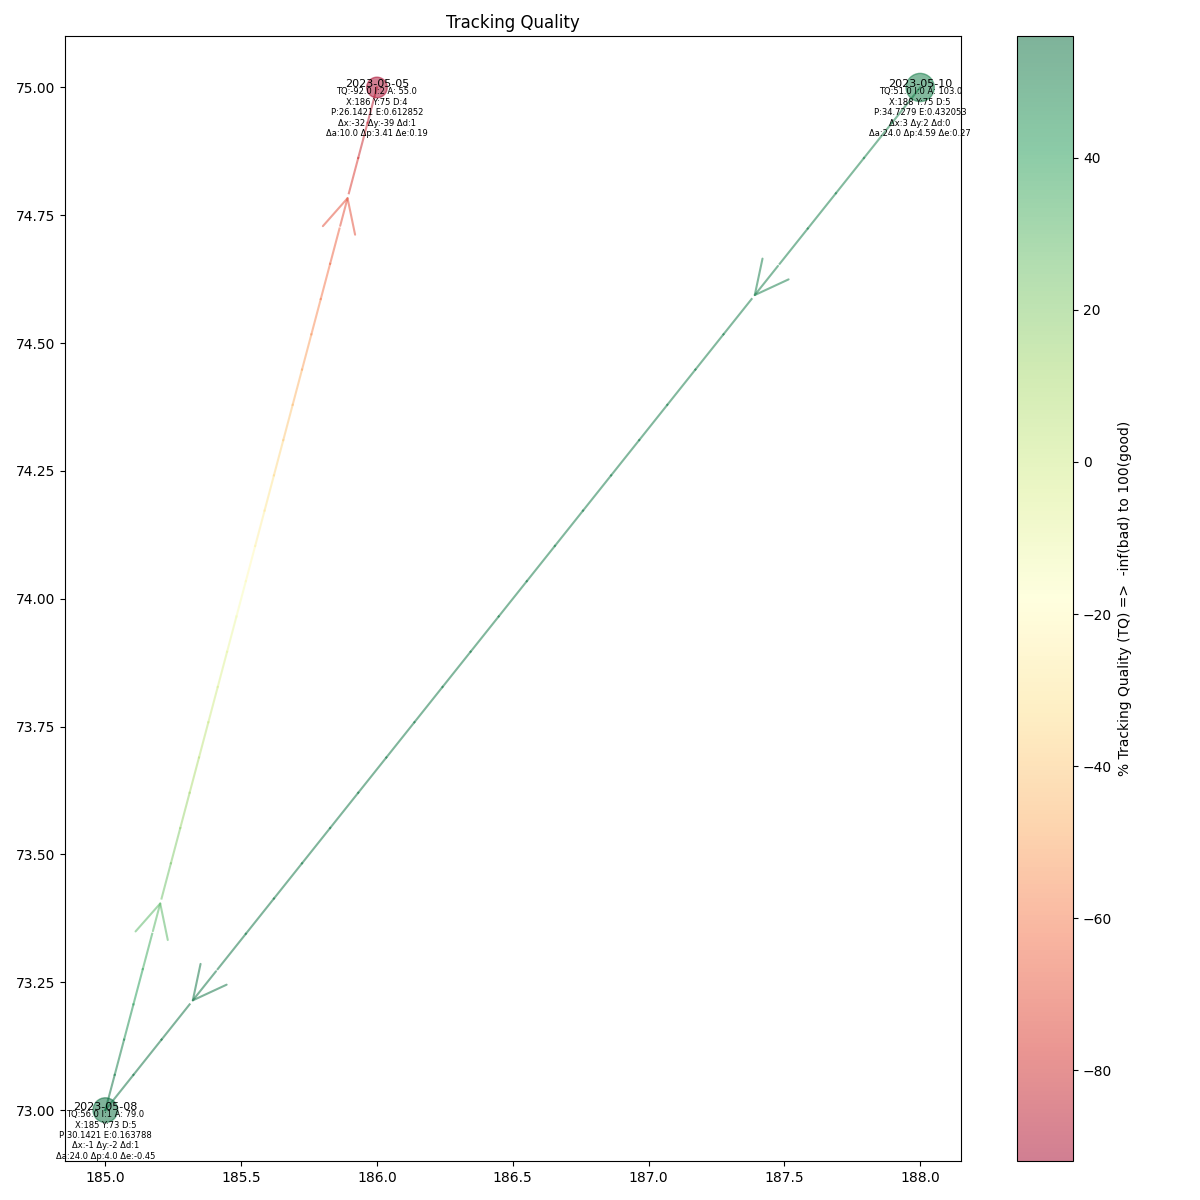 Tracking Quality
2023-05-05
TQ:-92.0 I:2 A: 55.0
X:186 Y:75 D:4
P:26.1421 E:0.612852
Δx:-32 Δy:-39 Δd:1
Δa:10.0 Δp:3.41 Δe:0.19
2023-05-10
TQ:51.0 I:0 A: 103.0
X:188 Y:75 D:5
P:34.7279 E:0.432053
Δx:3 Δy:2 Δd:0
Δa:24.0 Δp:4.59 Δe:0.27
2023-05-08
TQ:56.0 I:1 A: 79.0
X:185 Y:73 D:5
P:30.1421 E:0.163788
Δx:-1 Δy:-2 Δd:1
Δa:24.0 Δp:4.0 Δe:-0.45
75.00
74.75
74.50
74.25
74.00
73.75
73.50
73.25
73.00
185.0 185.5 186.0 186.5 187.0 187.5 188.0
40
20
0
−20
−40
−60
−80
% Tracking Quality (TQ) => -inf(bad) to 100(good)